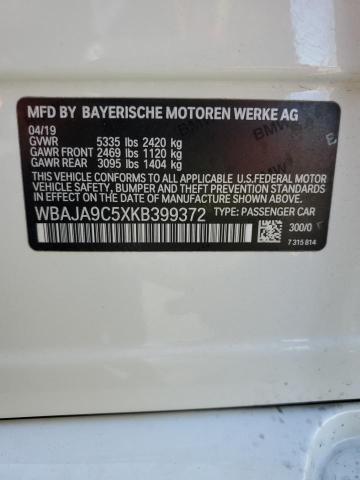 MFD BY BAYERISCHE MOTOREN WERKE AG
04/19
GVWR 5335 lbs 2420 kg
GAWR FRONT 2469 lbs 1120 kg
GAWR REAR 3095 lbs 1404 kg
THIS VEHICLE CONFORMS TO ALL APPLICABLE U.S.FEDERAL MOTOR
VEHICLE SAFETY, BUMPER, AND THEFT PREVENTION STANDARDS
IN EFFECT ON THE DATE OF MANUFACTURE SHOWN ABOVE.
WBAJA9C5XKB399372 TYPE: PASSENGER CAR
300/0
7 315 814